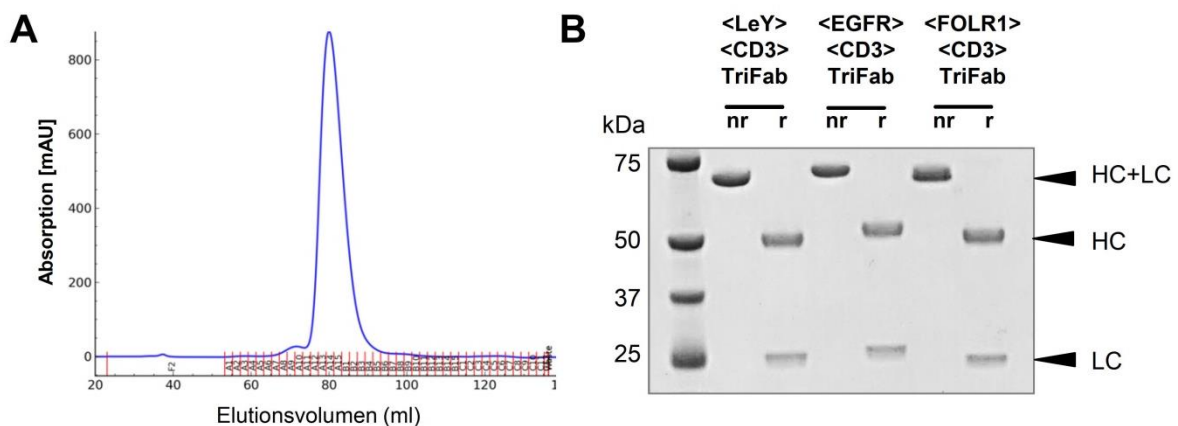 A
Absorption [mAU]
800
600
400
200
0
20
40
60
80
100
120
1
Elutionsvolumen (ml)
B
<LeY> <EGFR> <FOLR1>
<CD3> <CD3> <CD3>
TriFab TriFab TriFab
nr r nr r nr r
kDa
75
50
37
25
HC+LC
HC
LC